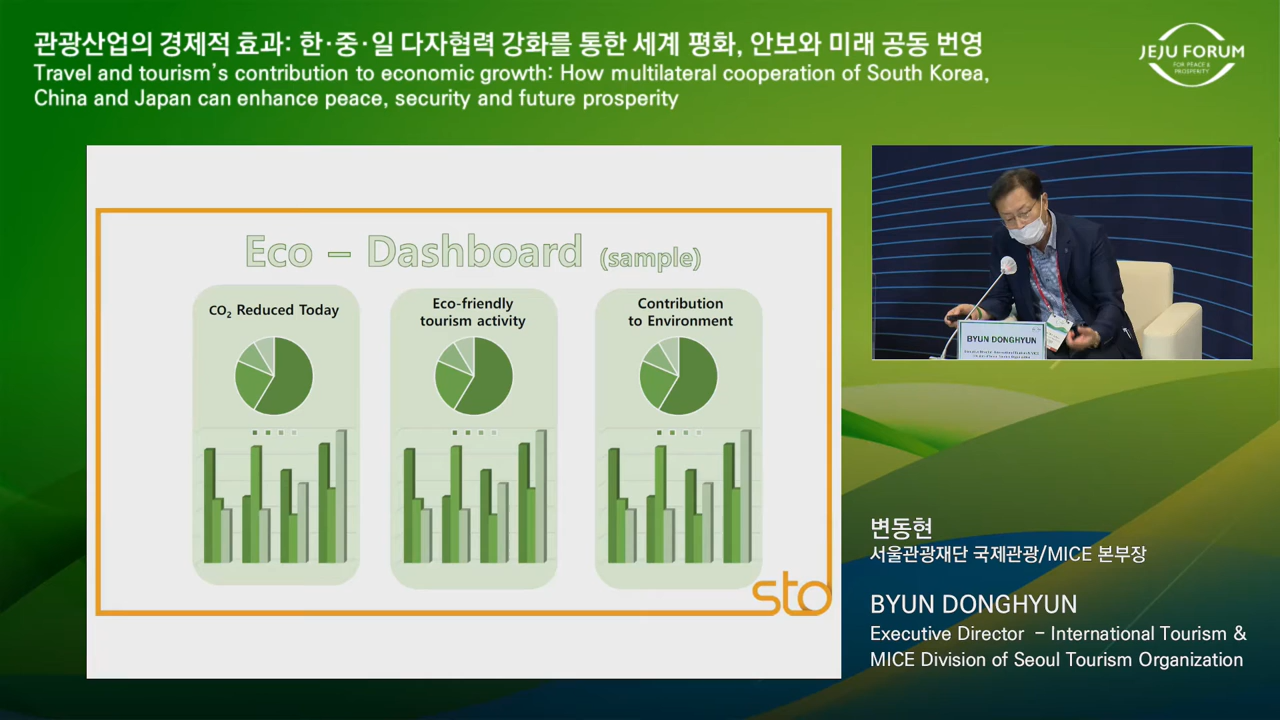 관광산업의 경제적 효과: 한·중·일 다자협력 강화를 통한 세계 평화, 안보와 미래 공동 번영
Travel and tourism's contribution to economic growth: How multilateral cooperation of South Korea,
China and Japan can enhance peace, security and future prosperity
JEJU FORUM
FOR PEACE &
PROSPERITY
Eco – Dashboard (sample)
CO₂ Reduced Today
Eco-friendly
tourism activity
Contribution
to Environment
sto
BYUN DONGHYUN
변동현
서울관광재단 국제관광/MICE 본부장
BYUN DONGHYUN
Executive Director – International Tourism &
MICE Division of Seoul Tourism Organization